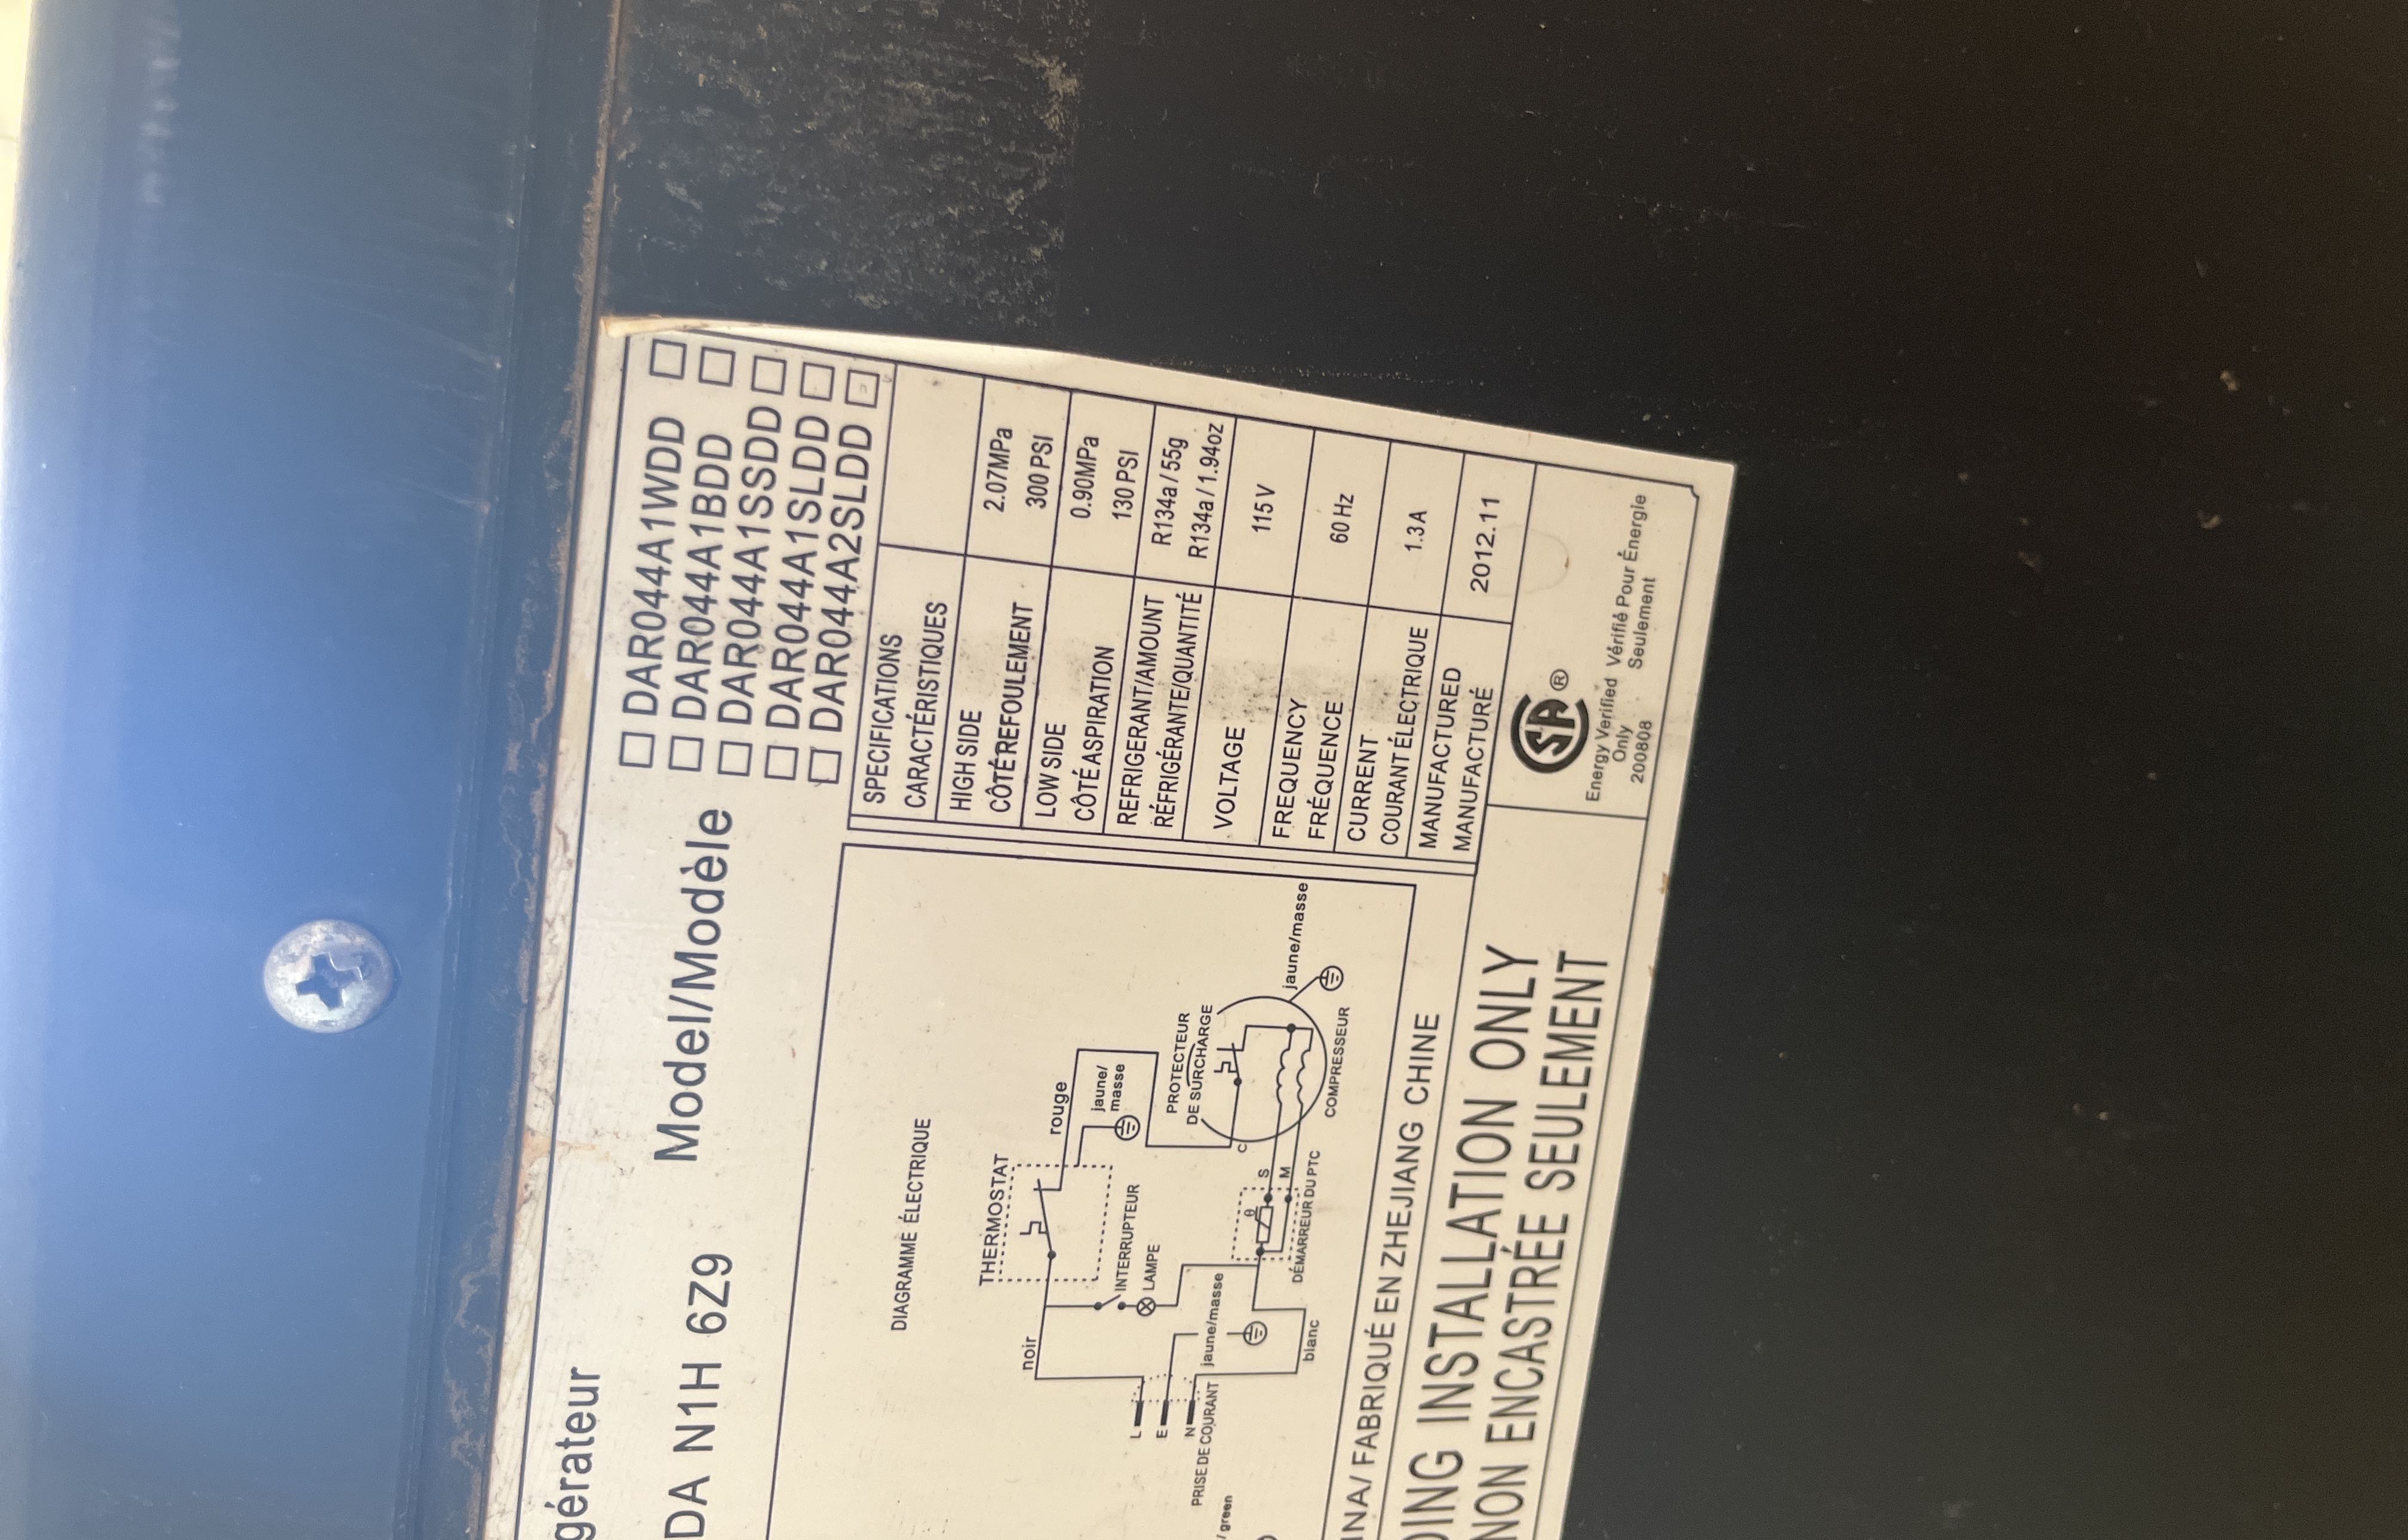 gérateur
DA N1H 6Z9
Model/Modèle
DAR044A1WDD
DAR044A1BDD
DAR044A1SSDD
DAR044A1SLDD
DAR044A2SLDD
DIAGRAMMÉ ÉLECTRIQUE
THERMOSTAT
noir
rouge
jaune/
masse
INTERRUPTEUR
LAMPE
PROTECTEUR
DE SURCHARGE
L
E
N
PRISE DE COURANT
jaune/masse
blanc
θ
C
S
M
DÉMARREUR DU PTC
COMPRESSEUR
jaune/masse
/ green
SPECIFICATIONS
CARACTÉRISTIQUES
HIGH SIDE
CÔTÉ REFOULEMENT
2.07MPa
300 PSI
LOW SIDE
CÔTÉ ASPIRATION
0.90MPa
130 PSI
REFRIGERANT/AMOUNT
RÉFRIGÉRANTE/QUANTITÉ
R134a / 55g
R134a / 1.94oz
VOLTAGE
115 V
FREQUENCY
FRÉQUENCE
60 Hz
CURRENT
COURANT ÉLECTRIQUE
1.3 A
MANUFACTURED
MANUFACTURÉ
2012.11
INA/ FABRIQUÉ EN ZHEJIANG CHINE
DING INSTALLATION ONLY
NON ENCASTRÉE SEULEMENT
SA ®
Energy Verified
Only
200808
Vérifié Pour Énergie
Seulement